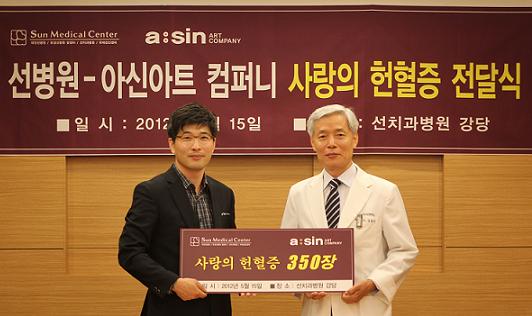 Sun Medical Center
a:sin ART COMPANY
선병원-아신아트 컴퍼니 사랑의 헌혈증 전달식
일 시 : 2012 15일 선치과병원 강당
Sun Medical Center a:sin ART COMPANY
사랑의 헌혈증 350장
일 시 : 2012년 5월 15일 장 소 : 선치과병원 강당